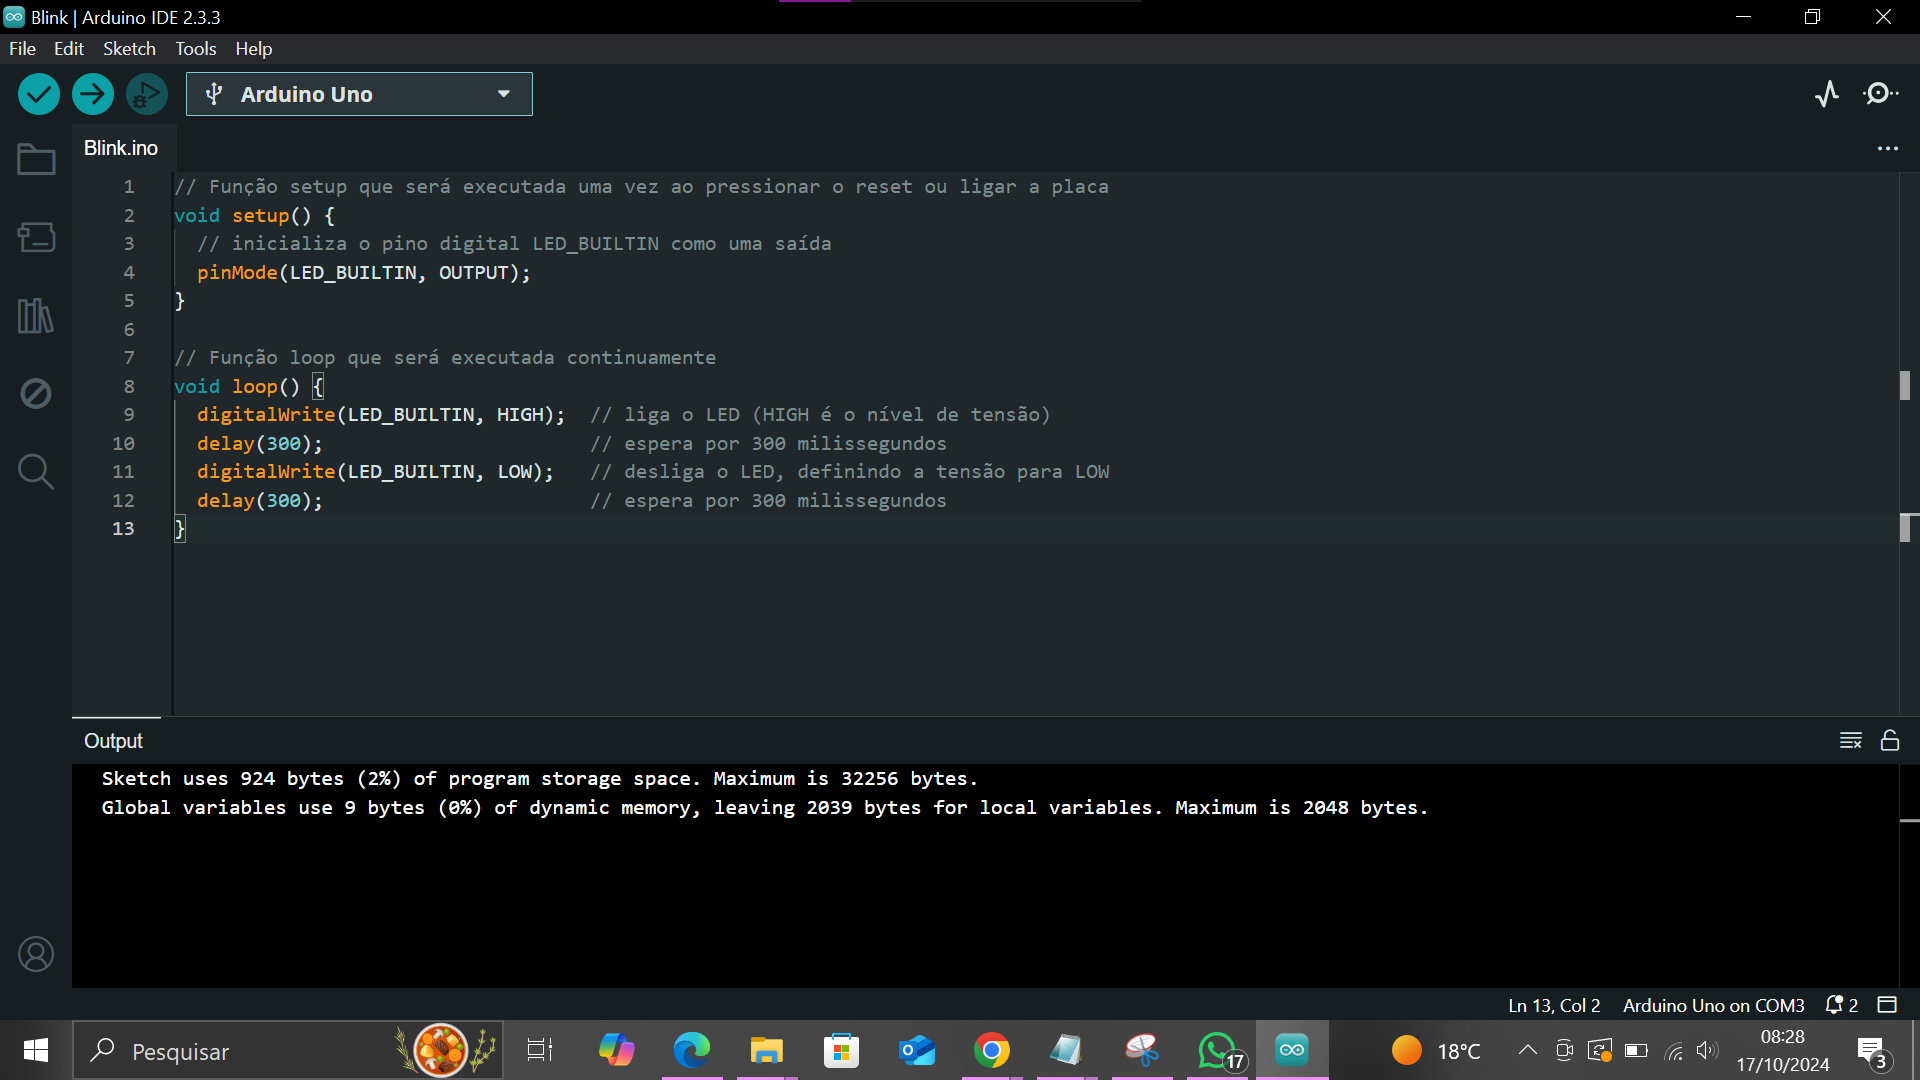 Blink | Arduino IDE 2.3.3
File Edit Sketch Tools Help
Arduino Uno
Blink.ino
1 // Função setup que será executada uma vez ao pressionar o reset ou ligar a placa
2 void setup() {
3 // inicializa o pino digital LED_BUILTIN como uma saída
4 pinMode(LED_BUILTIN, OUTPUT);
5 }
6
7 // Função loop que será executada continuamente
8 void loop() {
9 digitalWrite(LED_BUILTIN, HIGH); // liga o LED (HIGH é o nível de tensão)
10 delay(300); // espera por 300 milissegundos
11 digitalWrite(LED_BUILTIN, LOW); // desliga o LED, definindo a tensão para LOW
12 delay(300); // espera por 300 milissegundos
13 }
Output
Sketch uses 924 bytes (2%) of program storage space. Maximum is 32256 bytes.
Global variables use 9 bytes (0%) of dynamic memory, leaving 2039 bytes for local variables. Maximum is 2048 bytes.
Ln 13, Col 2 Arduino Uno on COM3 2
Pesquisar 17 18°C 08:28
17/10/2024 3